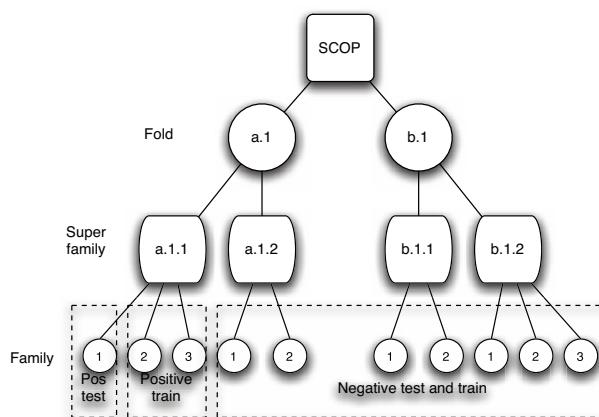 SCOP
Fold
a.1
b.1
Super
family
a.1.1
a.1.2
b.1.1
b.1.2
Family
1
2
3
1
2
1
2
1
2
3
Pos
test
Positive
train
Negative test and train